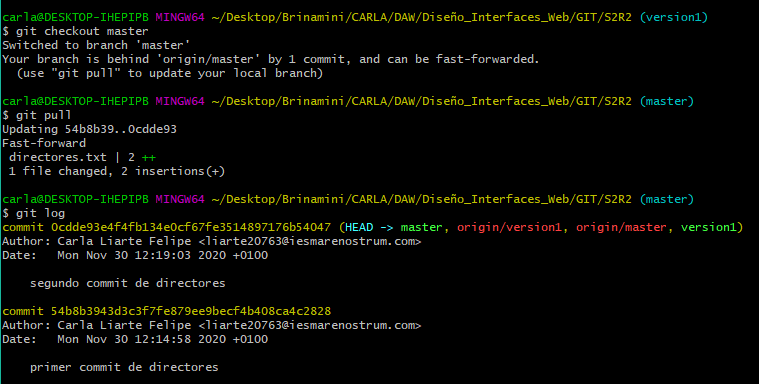 carla@DESKTOP-IHEPIPB MINGW64 ~/Desktop/Brinamini/CARLA/DAW/Diseño_Interfaces_Web/GIT/S2R2 (version1)
$ git checkout master
Switched to branch 'master'
Your branch is behind 'origin/master' by 1 commit, and can be fast-forwarded.
  (use "git pull" to update your local branch)

carla@DESKTOP-IHEPIPB MINGW64 ~/Desktop/Brinamini/CARLA/DAW/Diseño_Interfaces_Web/GIT/S2R2 (master)
$ git pull
Updating 54b8b39..0cdde93
Fast-forward
 directores.txt | 2 ++
 1 file changed, 2 insertions(+)

carla@DESKTOP-IHEPIPB MINGW64 ~/Desktop/Brinamini/CARLA/DAW/Diseño_Interfaces_Web/GIT/S2R2 (master)
$ git log
commit 0cdde93e4f4fb134e0cf67fe3514897176b54047 (HEAD -> master, origin/version1, origin/master, version1)
Author: Carla Liarte Felipe <liarte20763@iesmarenostrum.com>
Date:   Mon Nov 30 12:19:03 2020 +0100

    segundo commit de directores

commit 54b8b3943d3c3f7fe879ee9becf4b408ca4c2828
Author: Carla Liarte Felipe <liarte20763@iesmarenostrum.com>
Date:   Mon Nov 30 12:14:58 2020 +0100

    primer commit de directores